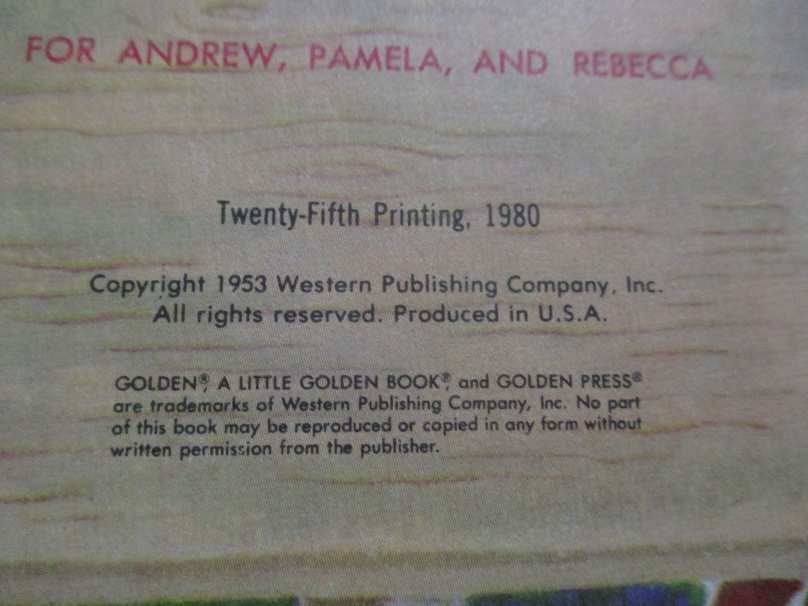 FOR ANDREW, PAMELA, AND REBECCA
Twenty-Fifth Printing, 1980
Copyright 1953 Western Publishing Company, Inc.
All rights reserved. Produced in U.S.A.
GOLDEN®, A LITTLE GOLDEN BOOK®, and GOLDEN PRESS®
are trademarks of Western Publishing Company, Inc. No part
of this book may be reproduced or copied in any form without
written permission from the publisher.